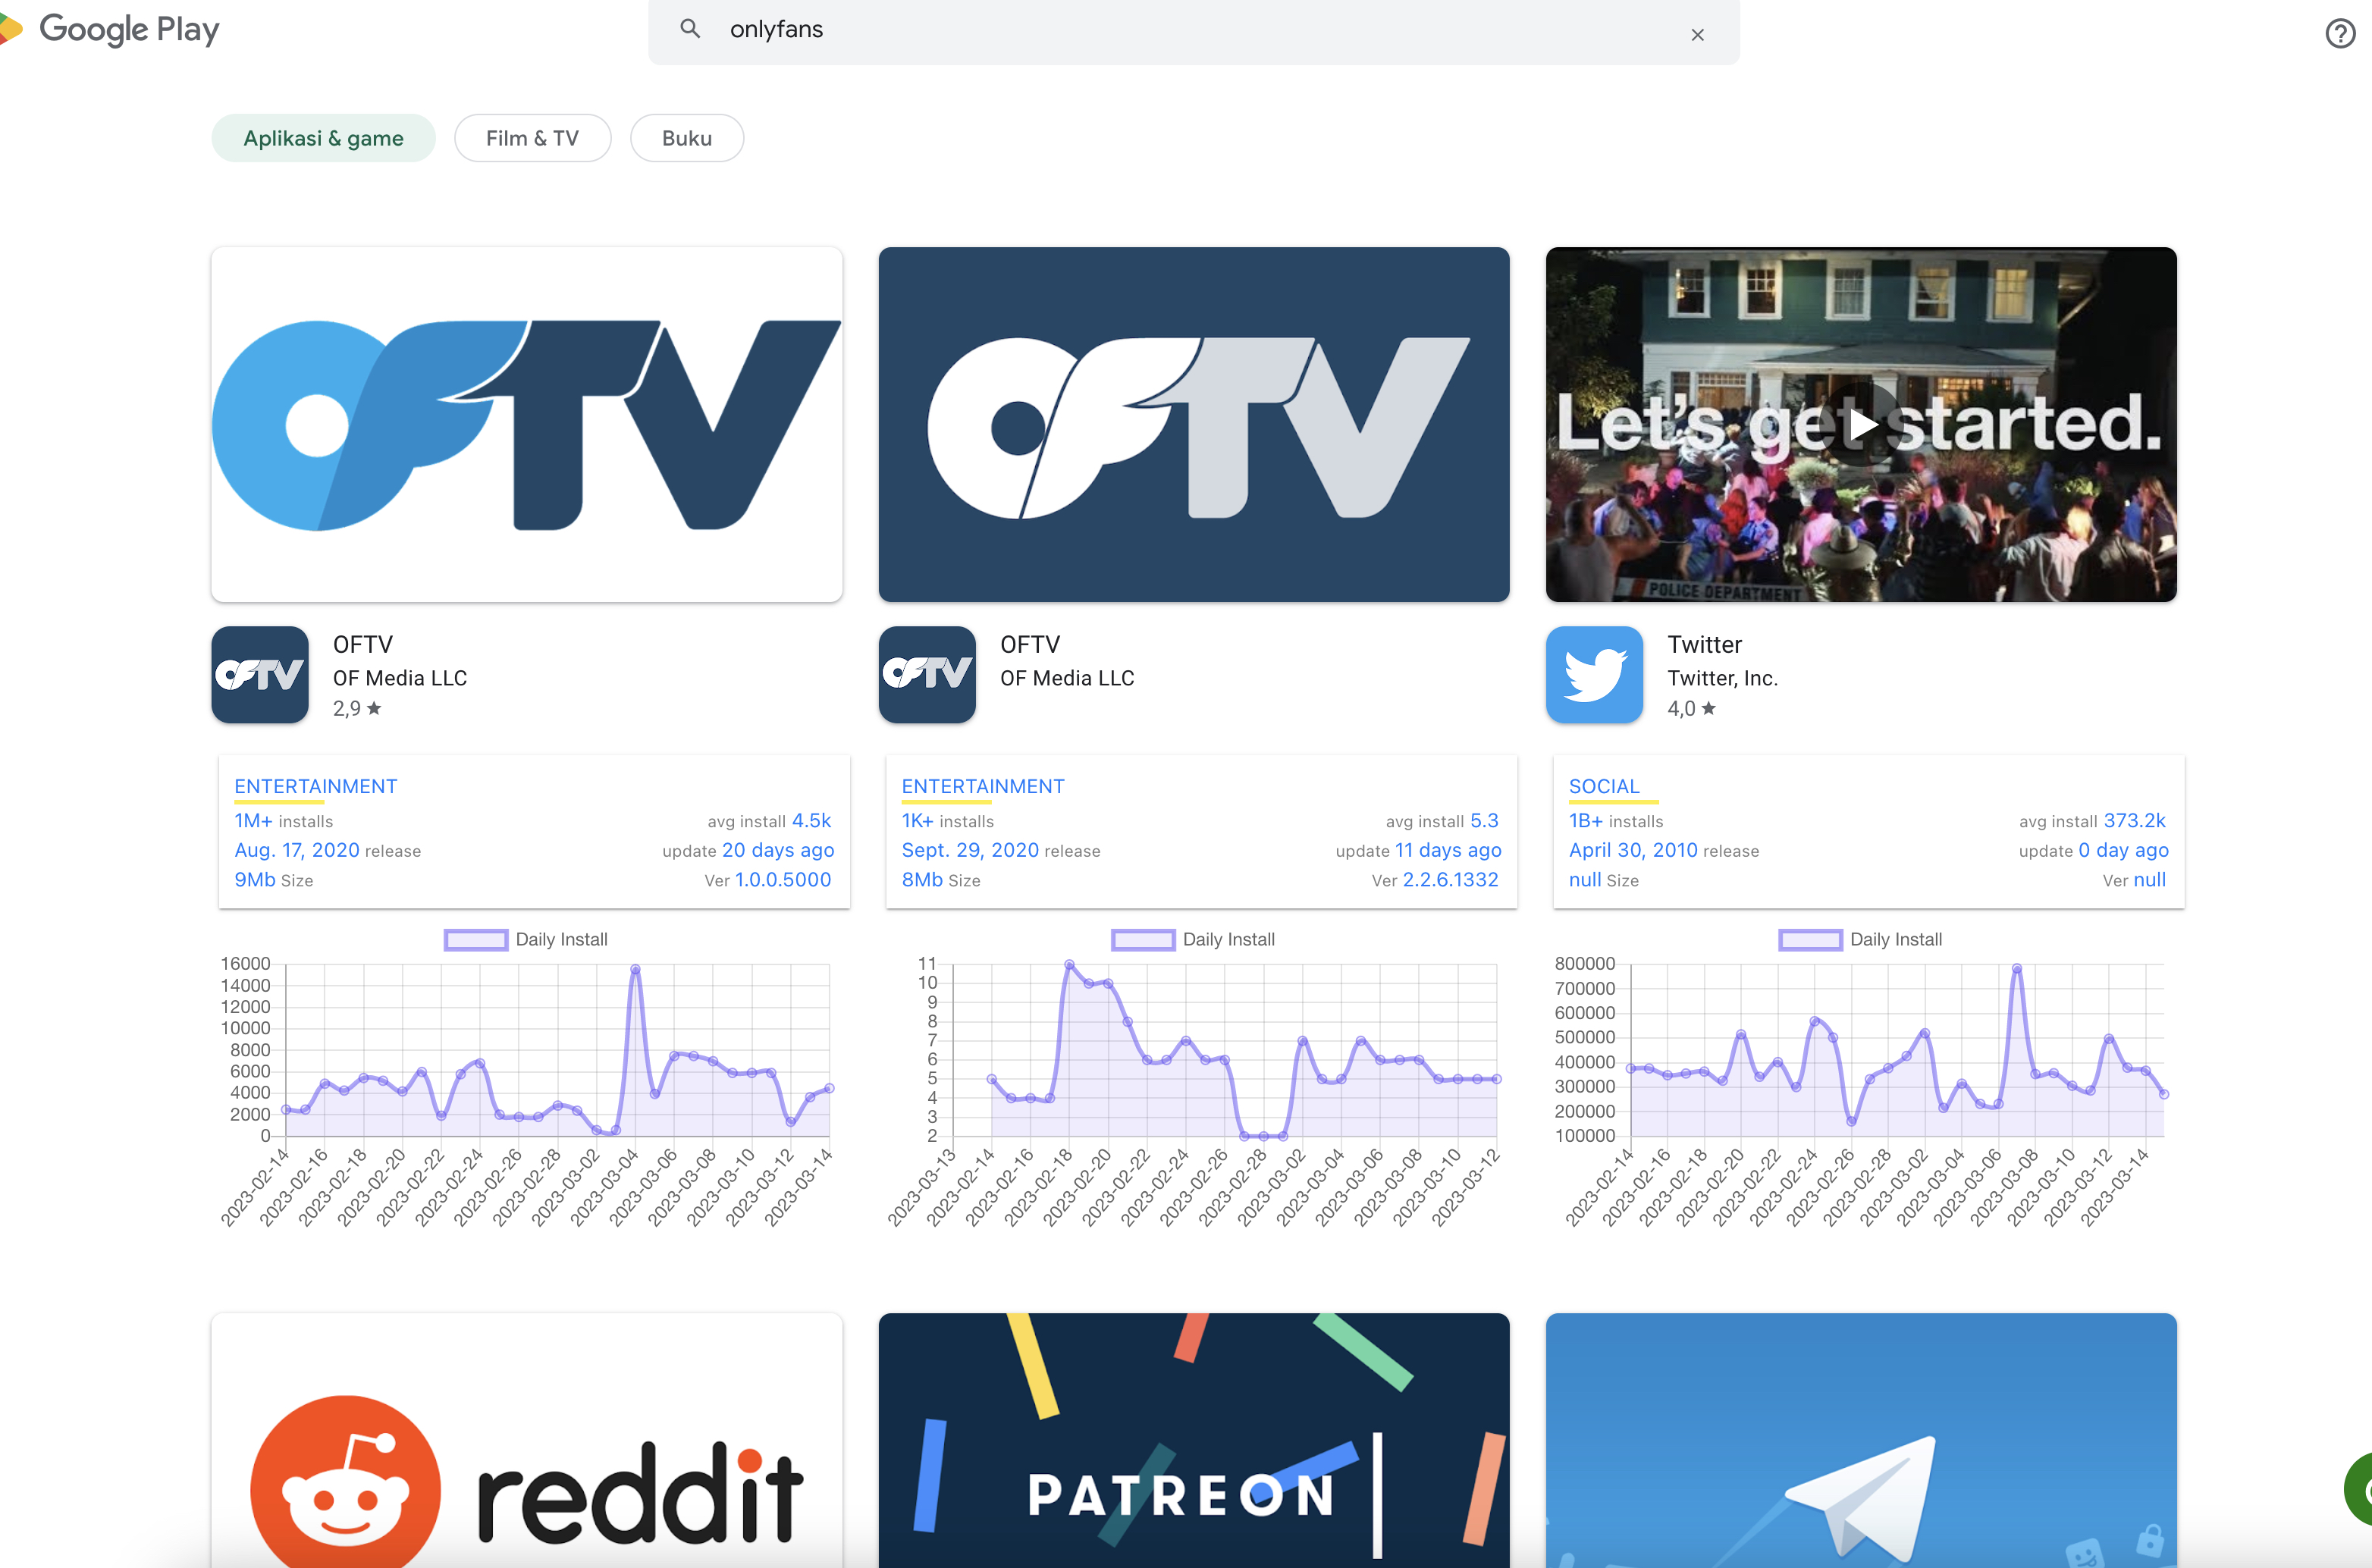 Google Play
onlyfans
Aplikasi & game
Film & TV
Buku
OFTV
OFTV
Let's get started.
POLICE DEPARTMENT
OFTV
OFTV
OF Media LLC
2,9
OFTV
OFTV
OF Media LLC
Twitter
Twitter, Inc.
4,0
ENTERTAINMENT
1M+ installs
avg install 4.5k
Aug. 17, 2020 release
update 20 days ago
9Mb Size
Ver 1.0.0.5000
ENTERTAINMENT
1K+ installs
avg install 5.3
Sept. 29, 2020 release
update 11 days ago
8Mb Size
Ver 2.2.6.1332
SOCIAL
1B+ installs
avg install 373.2k
April 30, 2010 release
update 0 day ago
null Size
Ver null
Daily Install
16000
14000
12000
10000
8000
6000
4000
2000
0
2023-02-14
2023-02-16
2023-02-18
2023-02-20
2023-02-22
2023-02-24
2023-02-26
2023-02-28
2023-03-02
2023-03-04
2023-03-06
2023-03-08
2023-03-10
2023-03-12
2023-03-14
Daily Install
11
10
9
8
7
6
5
4
3
2
2023-03-13
2023-02-14
2023-02-16
2023-02-18
2023-02-20
2023-02-22
2023-02-24
2023-02-26
2023-02-28
2023-03-02
2023-03-04
2023-03-06
2023-03-08
2023-03-10
2023-03-12
Daily Install
800000
700000
600000
500000
400000
300000
200000
100000
2023-02-14
2023-02-16
2023-02-18
2023-02-20
2023-02-22
2023-02-24
2023-02-26
2023-02-28
2023-03-02
2023-03-04
2023-03-06
2023-03-08
2023-03-10
2023-03-12
2023-03-14
reddit
PATREON